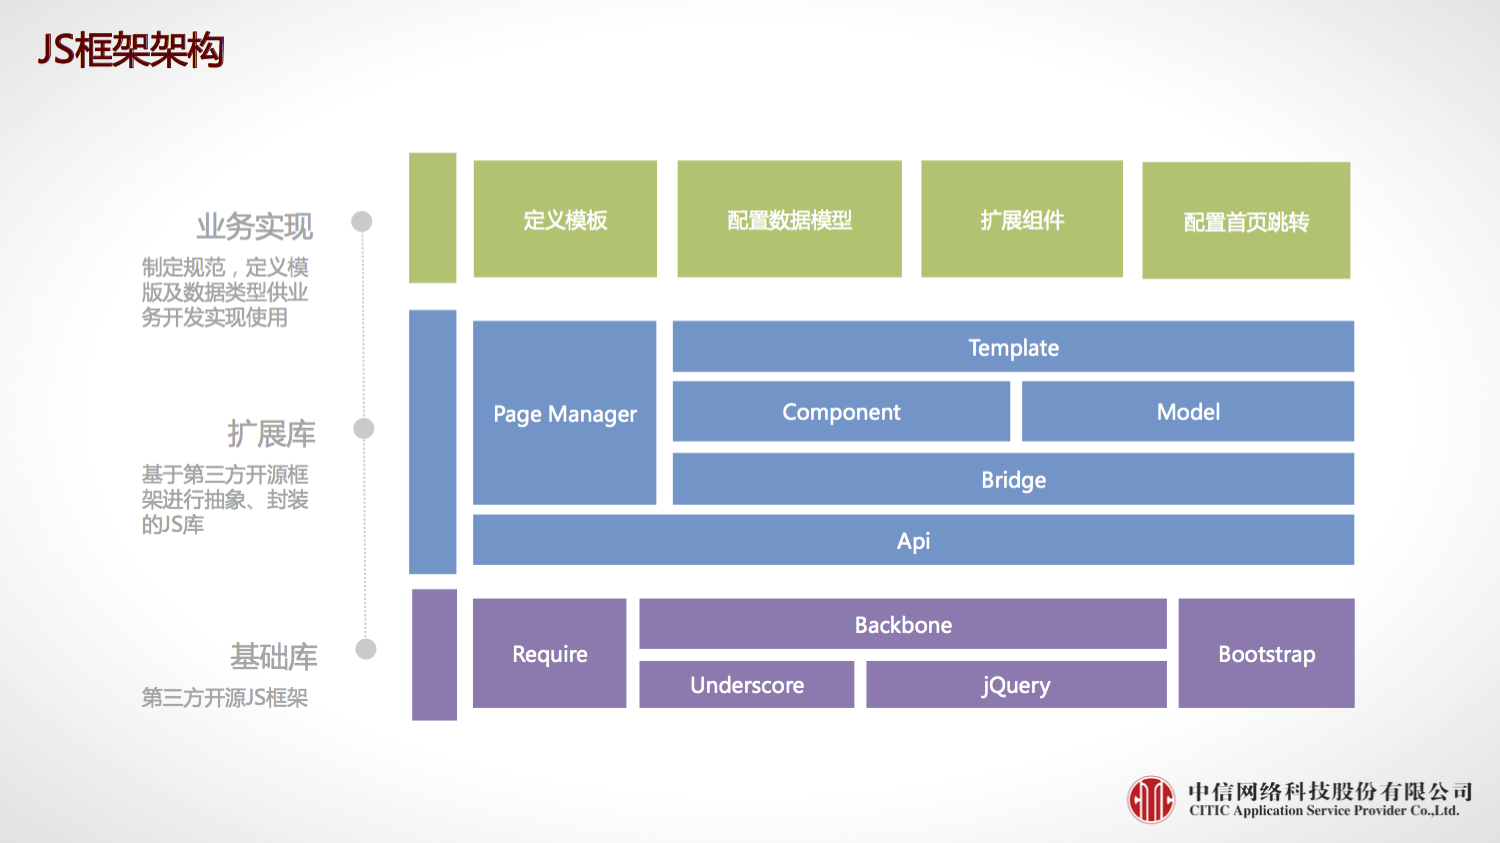 JS框架架构
业务实现
制定规范，定义模
版及数据类型供业
务开发实现使用
定义模板
配置数据模型
扩展组件
配置首页跳转
扩展库
基于第三方开源框
架进行抽象、封装
的JS库
Page Manager
Template
Component
Model
Bridge
Api
基础库
第三方开源JS框架
Require
Backbone
Underscore
jQuery
Bootstrap
中信网络科技股份有限公司
CITIC Application Service Provider Co.,Ltd.